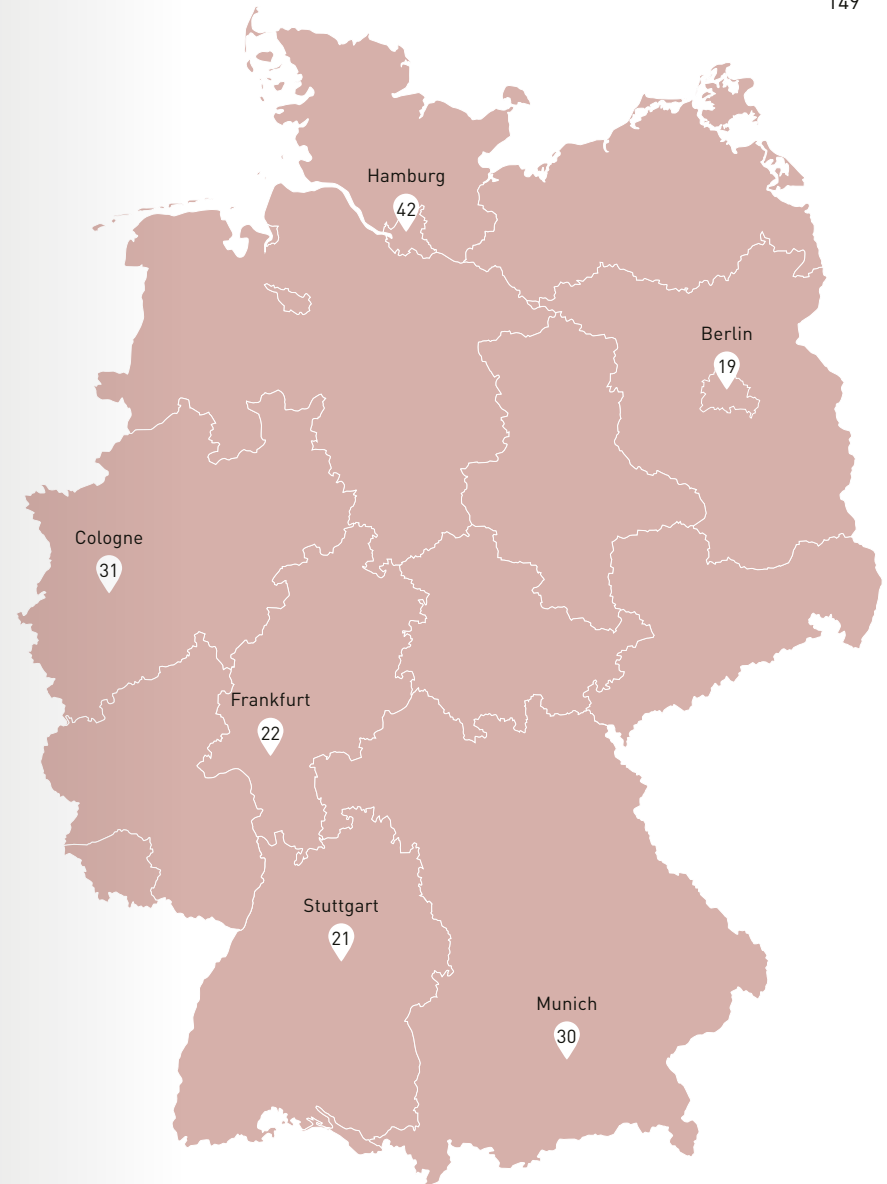 149
Hamburg
42
Berlin
19
Cologne
31
Frankfurt
22
Stuttgart
21
Munich
30